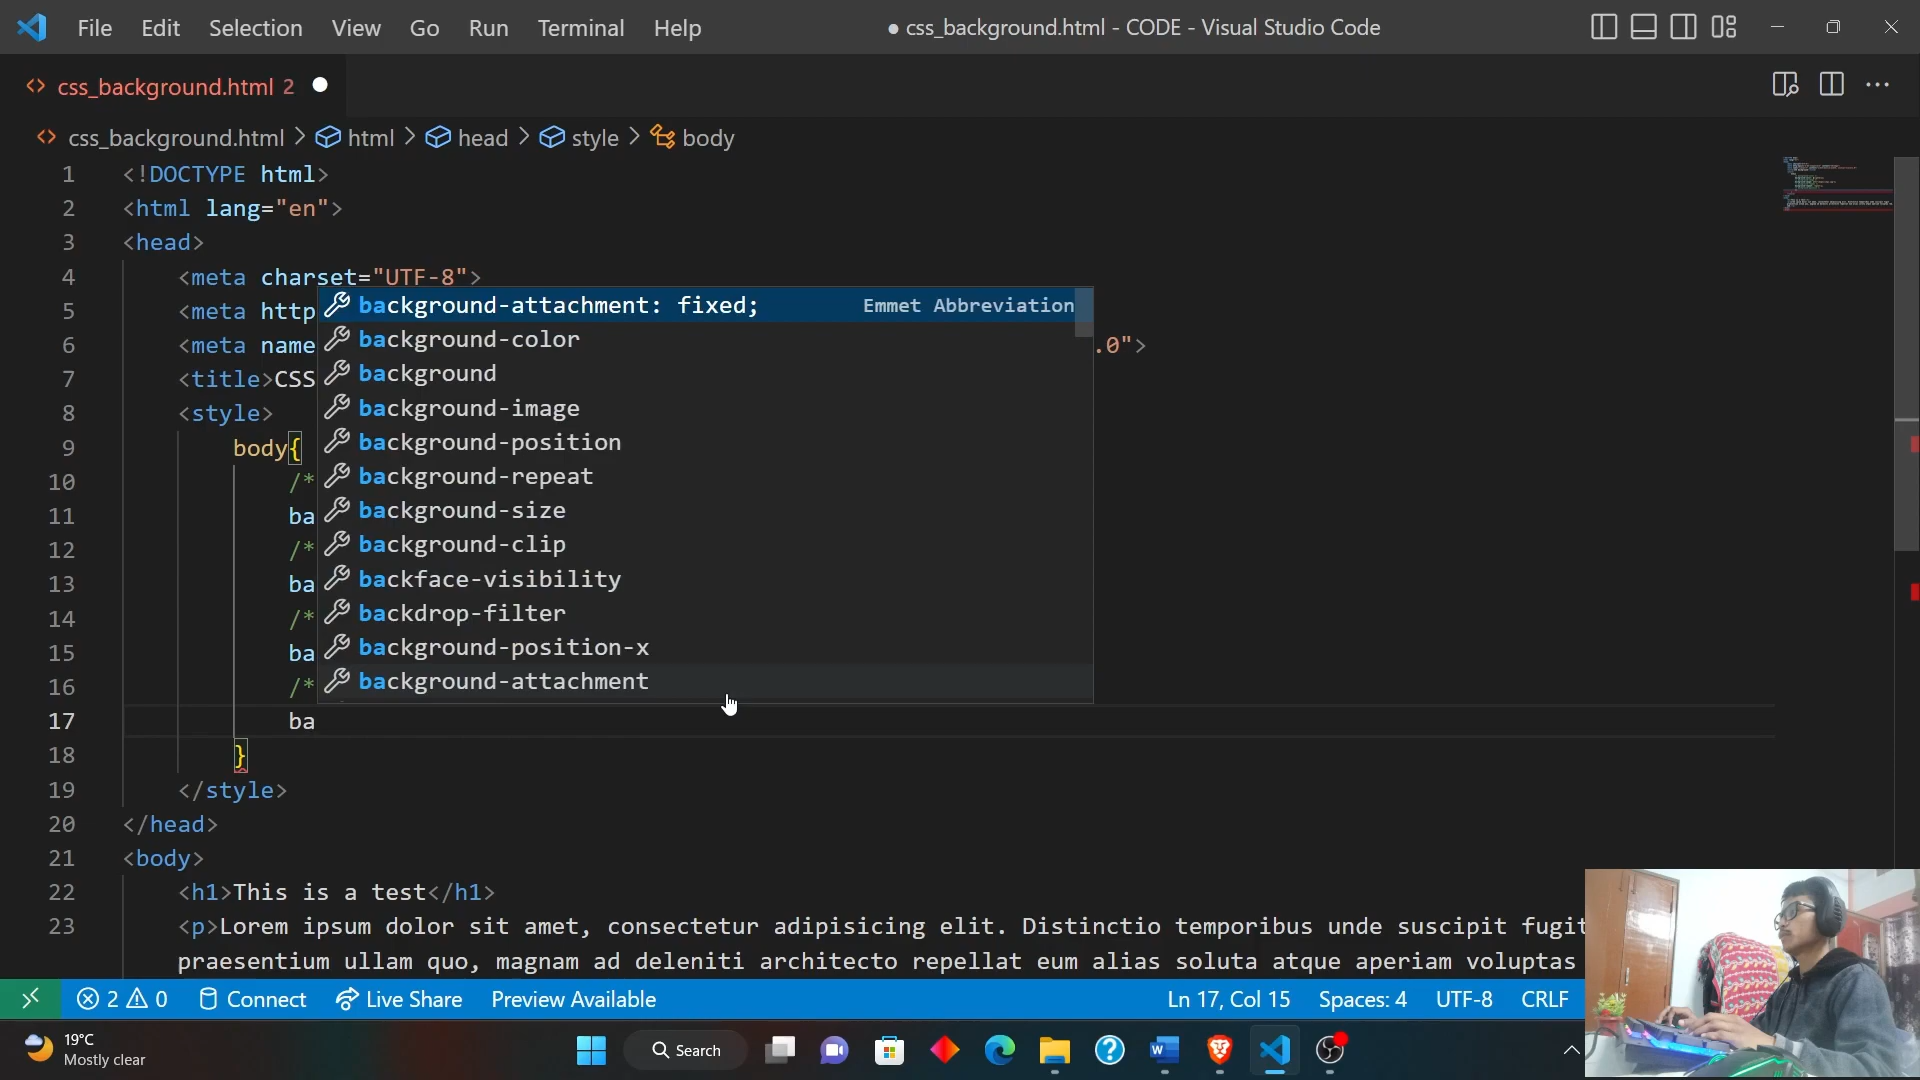 File Edit Selection View Go Run Terminal Help
● css_background.html - CODE - Visual Studio Code
<> css_background.html 2 ●
<> css_background.html > html > head > style > body
1 <!DOCTYPE html>
2 <html lang="en">
3 <head>
4 <meta charset="UTF-8">
5 <meta http
6 <meta name .0">
7 <title>CSS
8 <style>
9 body{
10 /*
11 ba
12 /*
13 ba
14 /*
15 ba
16 /*
17 ba
18 }
19 </style>
20 </head>
21 <body>
22 <h1>This is a test</h1>
23 <p>Lorem ipsum dolor sit amet, consectetur adipisicing elit. Distinctio temporibus unde suscipit fugit
praesentium ullam quo, magnam ad deleniti architecto repellat eum alias soluta atque aperiam voluptas
background-attachment: fixed; Emmet Abbreviation
background-color
background
background-image
background-position
background-repeat
background-size
background-clip
backface-visibility
backdrop-filter
background-position-x
background-attachment
2 0 Connect Live Share Preview Available Ln 17, Col 15 Spaces: 4 UTF-8 CRLF
19°C
Mostly clear
Search